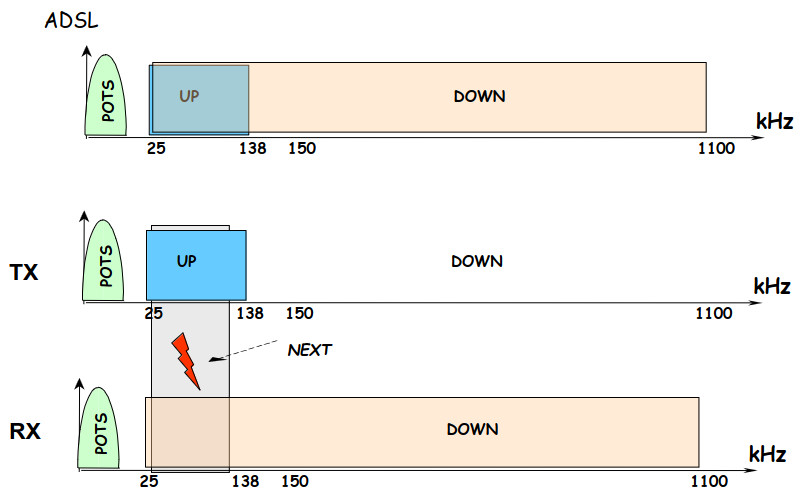 ADSL
POTS
UP
DOWN
kHz
25
138
150
1100
TX
POTS
UP
DOWN
kHz
25
138
150
1100
NEXT
RX
POTS
DOWN
kHz
25
138
150
1100